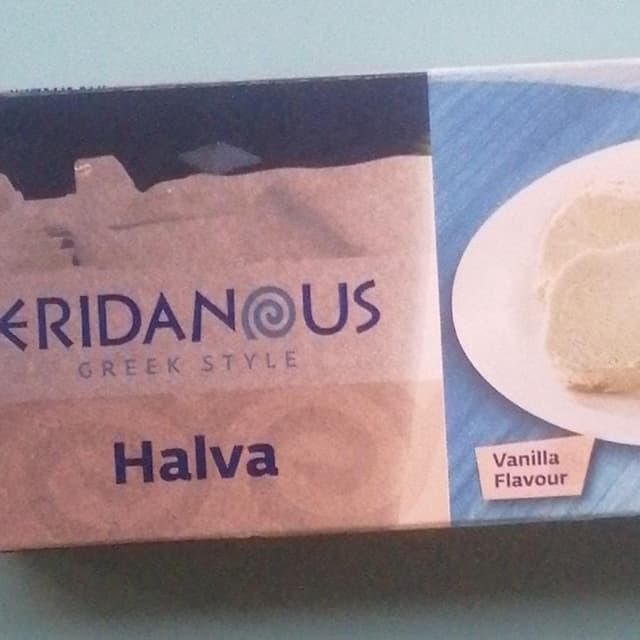 ERIDANOUS
GREEK STYLE
Halva
Vanilla
Flavour